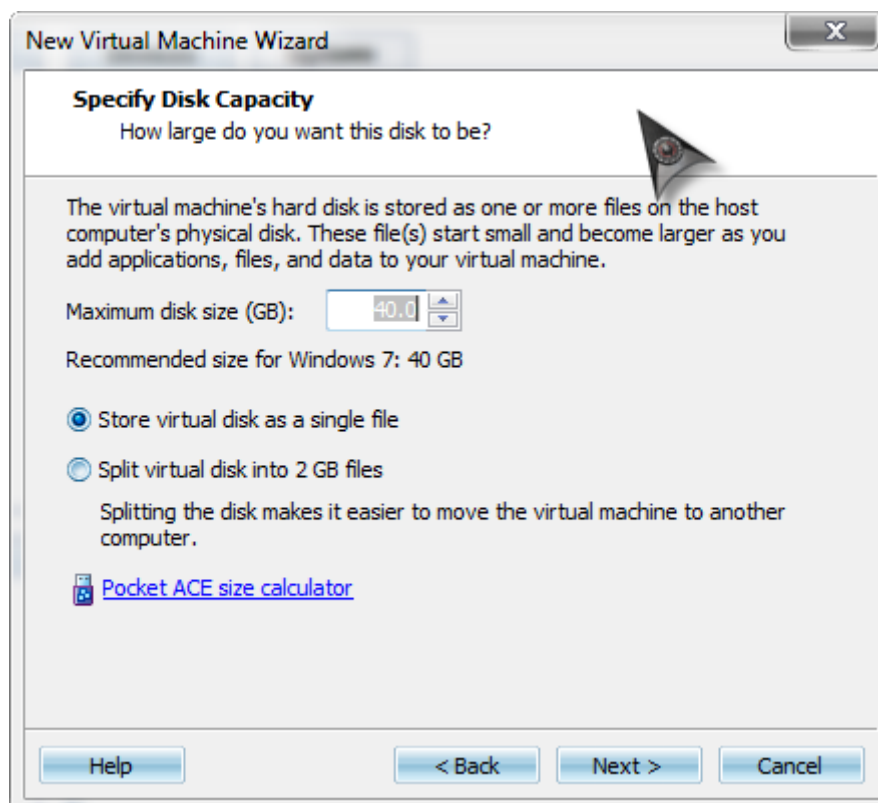 New Virtual Machine Wizard
Specify Disk Capacity
How large do you want this disk to be?
The virtual machine's hard disk is stored as one or more files on the host
computer's physical disk. These file(s) start small and become larger as you
add applications, files, and data to your virtual machine.
Maximum disk size (GB): 40.0
Recommended size for Windows 7: 40 GB
Store virtual disk as a single file
Split virtual disk into 2 GB files
Splitting the disk makes it easier to move the virtual machine to another
computer.
Pocket ACE size calculator
Help < Back Next > Cancel